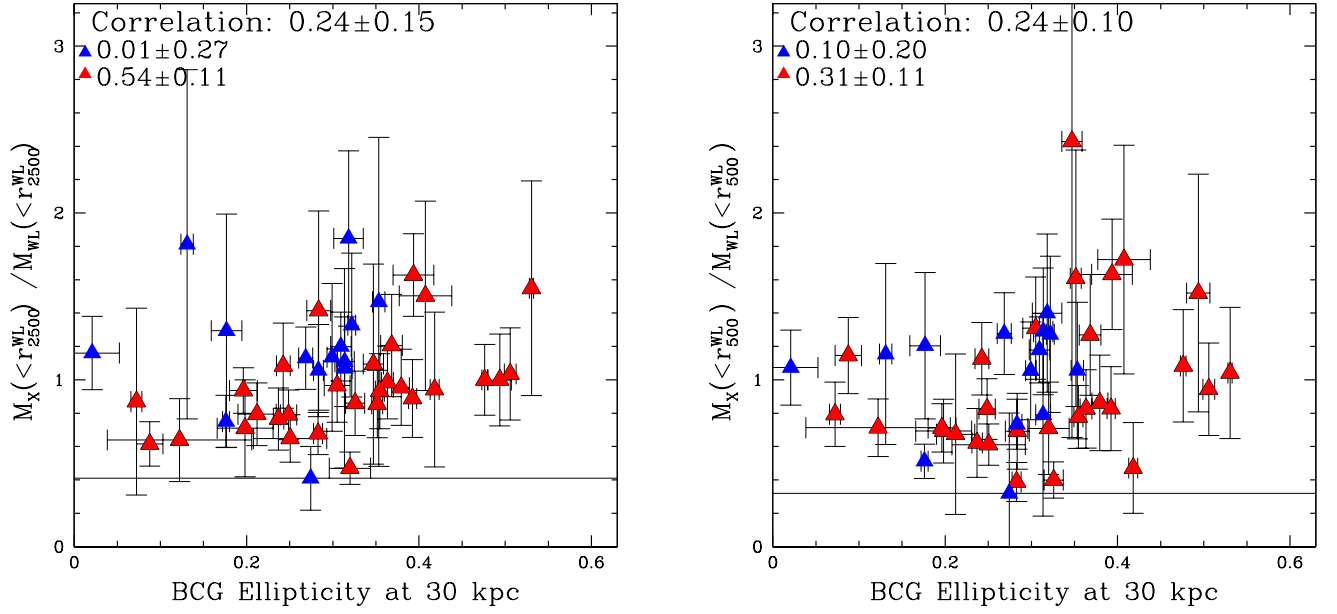 Correlation: 0.24±0.15
0.01±0.27
0.54±0.11
3
2
1
0
M_X(<r^WL_2500) /M_WL(<r^WL_2500)
0 0.2 0.4 0.6
BCG Ellipticity at 30 kpc
Correlation: 0.24±0.10
0.10±0.20
0.31±0.11
3
2
1
0
M_X(<r^WL_500) /M_WL(<r^WL_500)
0 0.2 0.4 0.6
BCG Ellipticity at 30 kpc